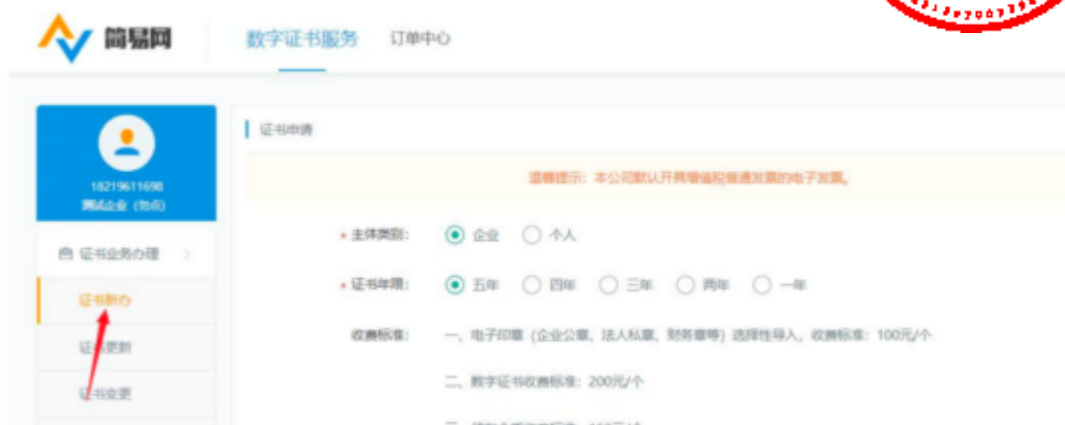 简易网
数字证书服务 订单中心
18219611698
测试企业（勿点）
证书申请
温馨提示：本公司默认开具增值税普通发票的电子发票。
* 主体类别： 企业 个人
证书业务办理 >
* 证书年限： 五年 四年 三年 两年 一年
证书新办
收费标准： 一、电子印章（企业公章、法人私章、财务章等）选择性导入，收费标准：100元/个
证书更新
二、数字证书收费标准：200元/个
证书变更